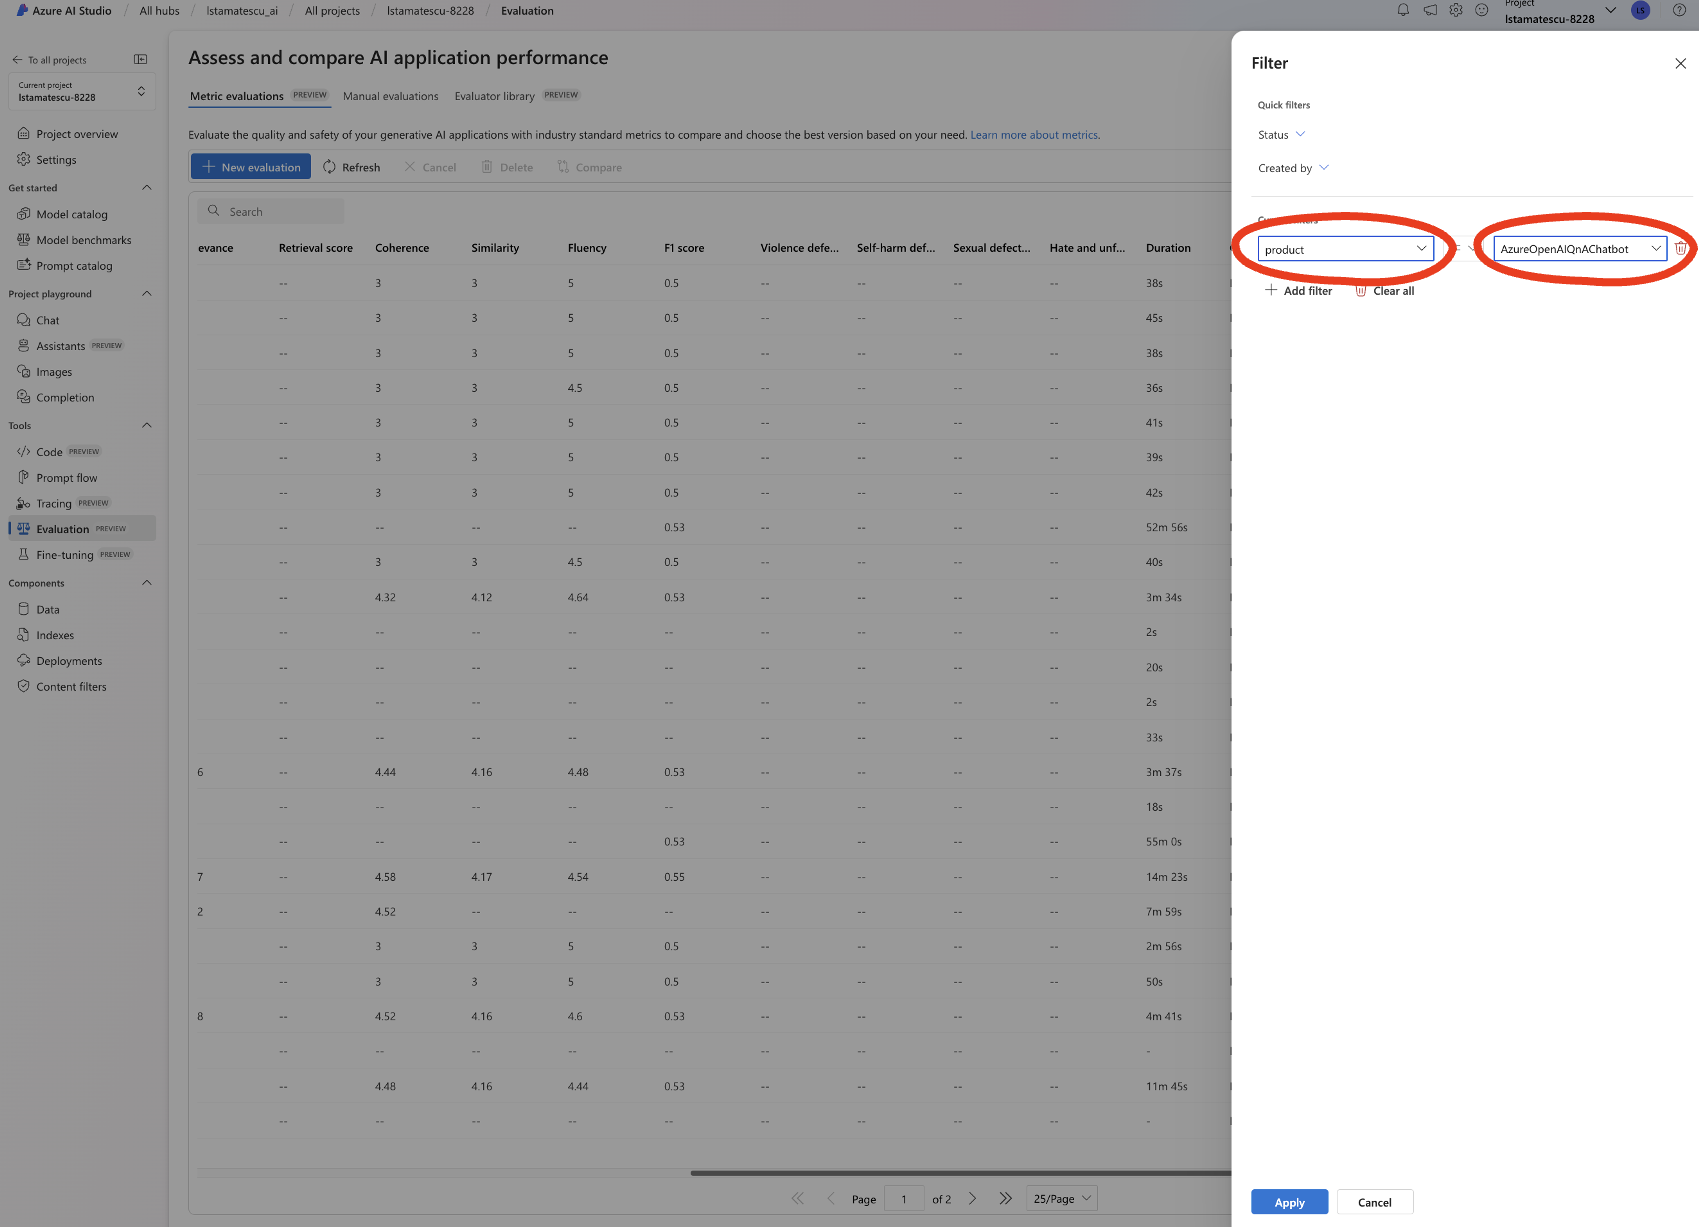 Azure AI Studio / All hubs / lstamatescu_ai / All projects / lstamatescu-8228 / Evaluation
Project
lstamatescu-8228
LS
To all projects
Current project
lstamatescu-8228
Project overview
Settings
Get started
Model catalog
Model benchmarks
Prompt catalog
Project playground
Chat
Assistants PREVIEW
Images
Completion
Tools
Code PREVIEW
Prompt flow
Tracing PREVIEW
Evaluation PREVIEW
Fine-tuning PREVIEW
Components
Data
Indexes
Deployments
Content filters
Assess and compare AI application performance
Metric evaluations PREVIEW Manual evaluations Evaluator library PREVIEW
Evaluate the quality and safety of your generative AI applications with industry standard metrics to compare and choose the best version based on your need. Learn more about metrics.
New evaluation Refresh Cancel Delete Compare
Search
evance Retrieval score Coherence Similarity Fluency F1 score Violence defe... Self-harm def... Sexual defect... Hate and unf... Duration
-- 3 3 5 0.5 -- -- -- -- 38s
-- 3 3 5 0.5 -- -- -- -- 45s
-- 3 3 5 0.5 -- -- -- -- 38s
-- 3 3 4.5 0.5 -- -- -- -- 36s
-- 3 3 5 0.5 -- -- -- -- 41s
-- 3 3 5 0.5 -- -- -- -- 39s
-- 3 3 5 0.5 -- -- -- -- 42s
-- -- -- -- 0.53 -- -- -- -- 52m 56s
-- 3 3 4.5 0.5 -- -- -- -- 40s
-- 4.32 4.12 4.64 0.53 -- -- -- -- 3m 34s
-- -- -- -- -- -- -- -- -- 2s
-- -- -- -- -- -- -- -- -- 20s
-- -- -- -- -- -- -- -- -- 2s
-- -- -- -- -- -- -- -- -- 33s
6 -- 4.44 4.16 4.48 0.53 -- -- -- -- 3m 37s
-- -- -- -- -- -- -- -- -- 18s
-- -- -- -- 0.53 -- -- -- -- 55m 0s
7 -- 4.58 4.17 4.54 0.55 -- -- -- -- 14m 23s
2 -- 4.52 -- -- -- -- -- -- -- 7m 59s
-- 3 3 5 0.5 -- -- -- -- 2m 56s
-- 3 3 5 0.5 -- -- -- -- 50s
8 -- 4.52 4.16 4.6 0.53 -- -- -- -- 4m 41s
-- -- -- -- -- -- -- -- -- -
-- 4.48 4.16 4.44 0.53 -- -- -- -- 11m 45s
-- -- -- -- -- -- -- -- -- -
Page 1 of 2 25/Page
Filter
Quick filters
Status
Created by
product = AzureOpenAIQnAChatbot
Add filter Clear all
Apply Cancel